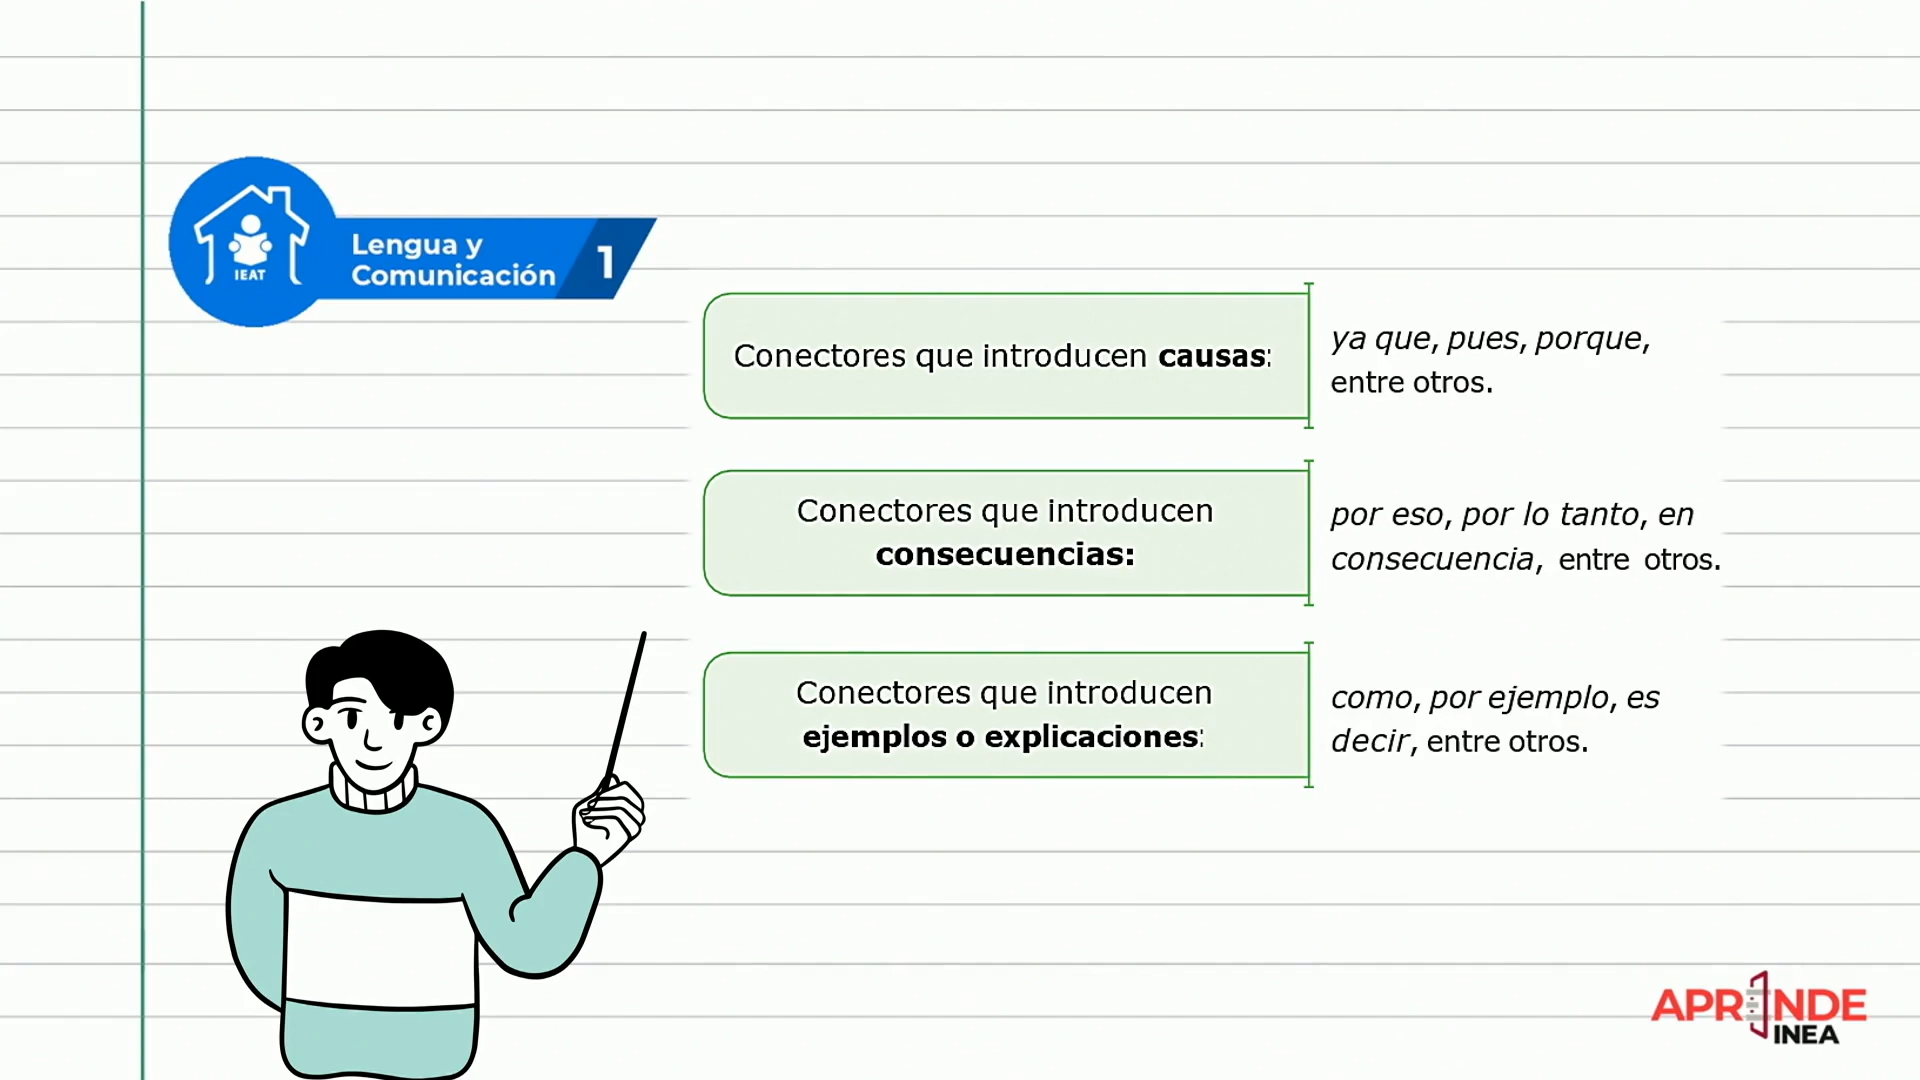 IEAT
Lengua y
Comunicación
1
Conectores que introducen causas:
ya que, pues, porque,
entre otros.
Conectores que introducen
consecuencias:
por eso, por lo tanto, en
consecuencia, entre otros.
Conectores que introducen
ejemplos o explicaciones:
como, por ejemplo, es
decir, entre otros.
APRENDE
INEA